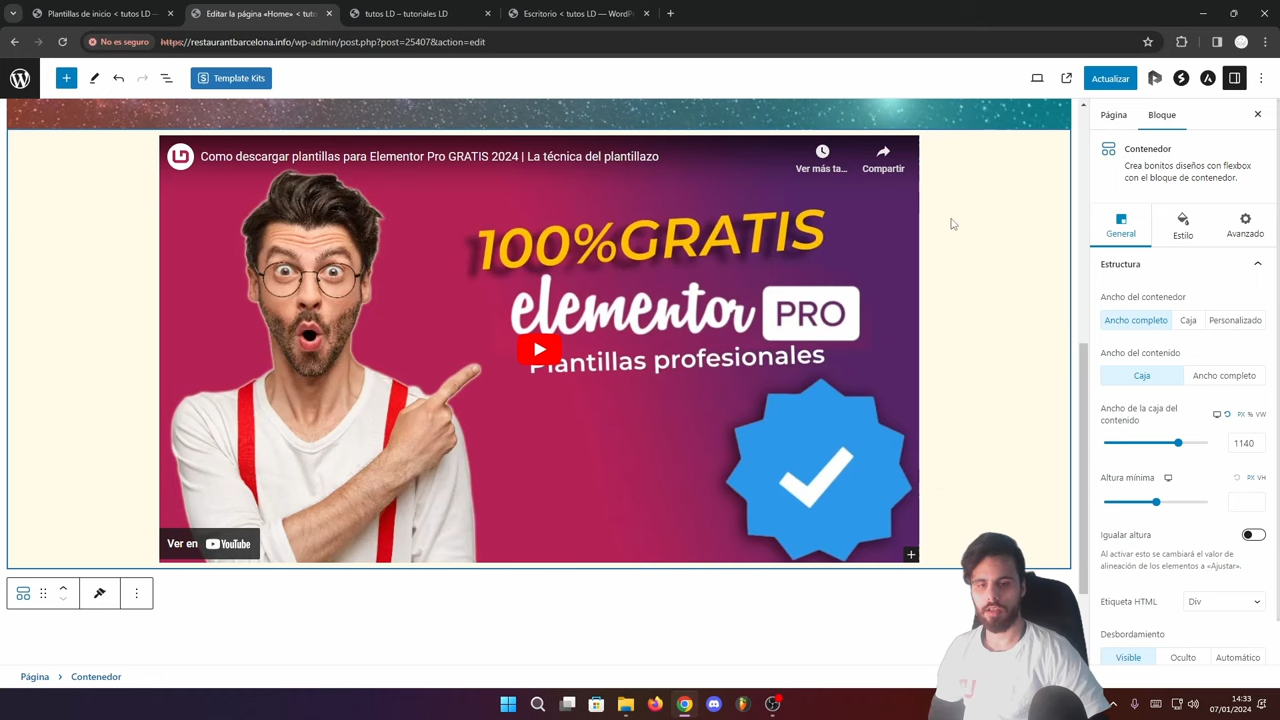 Plantillas de inicio < tutos LD –
Editar la página «Home» < tuto
tutos LD – tutoriales LD
Escritorio < tutos LD — WordPr
No es seguro
https://restaurantbarcelona.info/wp-admin/post.php?post=25407&action=edit
Template Kits
Actualizar
Página
Bloque
Contenedor
Crea bonitos diseños con flexbox
con el bloque de contenedor.
General
Estilo
Avanzado
Estructura
Ancho del contenedor
Ancho completo
Caja
Personalizado
Ancho del contenido
Caja
Ancho completo
Ancho de la caja del
contenido
PX % VW
1140
Altura mínima
PX VH
Igualar altura
Al activar esto se cambiará el valor de
alineación de los elementos a «Ajustar».
Etiqueta HTML
Div
Desbordamiento
Visible
Oculto
Automático
Como descargar plantillas para Elementor Pro GRATIS 2024 | La técnica del plantillazo
Ver más ta...
Compartir
100%GRATIS
elementor PRO
Plantillas profesionales
Ver en YouTube
Página > Contenedor
14:33
07/01/2024